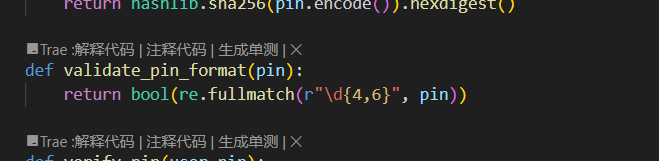 return hashlib.sha256(pin.encode()).hexdigest()
Trae :解释代码 | 注释代码 | 生成单测 | ×
def validate_pin_format(pin):
return bool(re.fullmatch(r"\d{4,6}", pin))
Trae :解释代码 | 注释代码 | 生成单测 | ×
def verify_pin(user_pin):